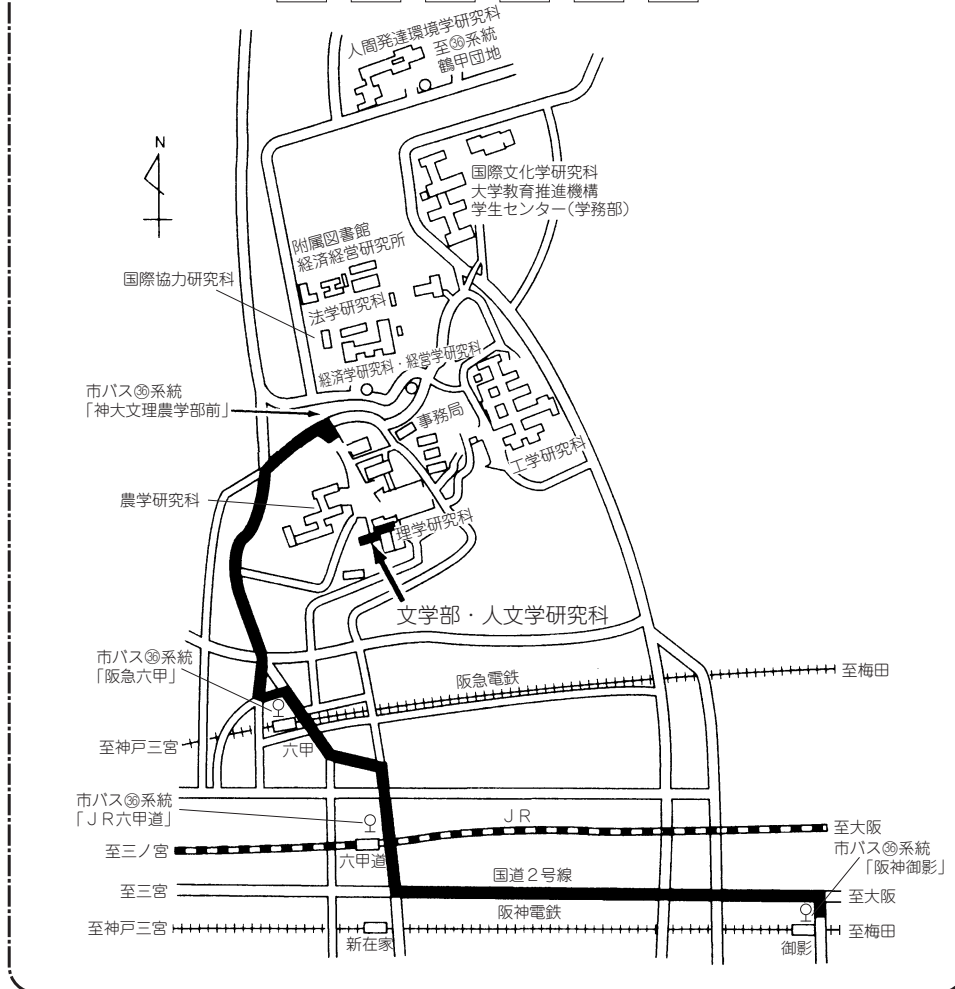 人間発達環境学研究科
至㊱系統
鶴甲団地
N
国際文化学研究科
大学教育推進機構
学生センター(学務部)
附属図書館
経済経営研究所
国際協力研究科
法学研究科
経済学研究科・経営学研究科
市バス㊱系統
「神大文理農学部前」
事務局
工学研究科
農学研究科
理学研究科
文学部・人文学研究科
市バス㊱系統
「阪急六甲」
阪急電鉄
至梅田
至神戸三宮
六甲
市バス㊱系統
「JR六甲道」
JR
至大阪
至三ノ宮
六甲道
市バス㊱系統
「阪神御影」
国道2号線
至三宮
至大阪
阪神電鉄
至神戸三宮
新在家
御影
至梅田